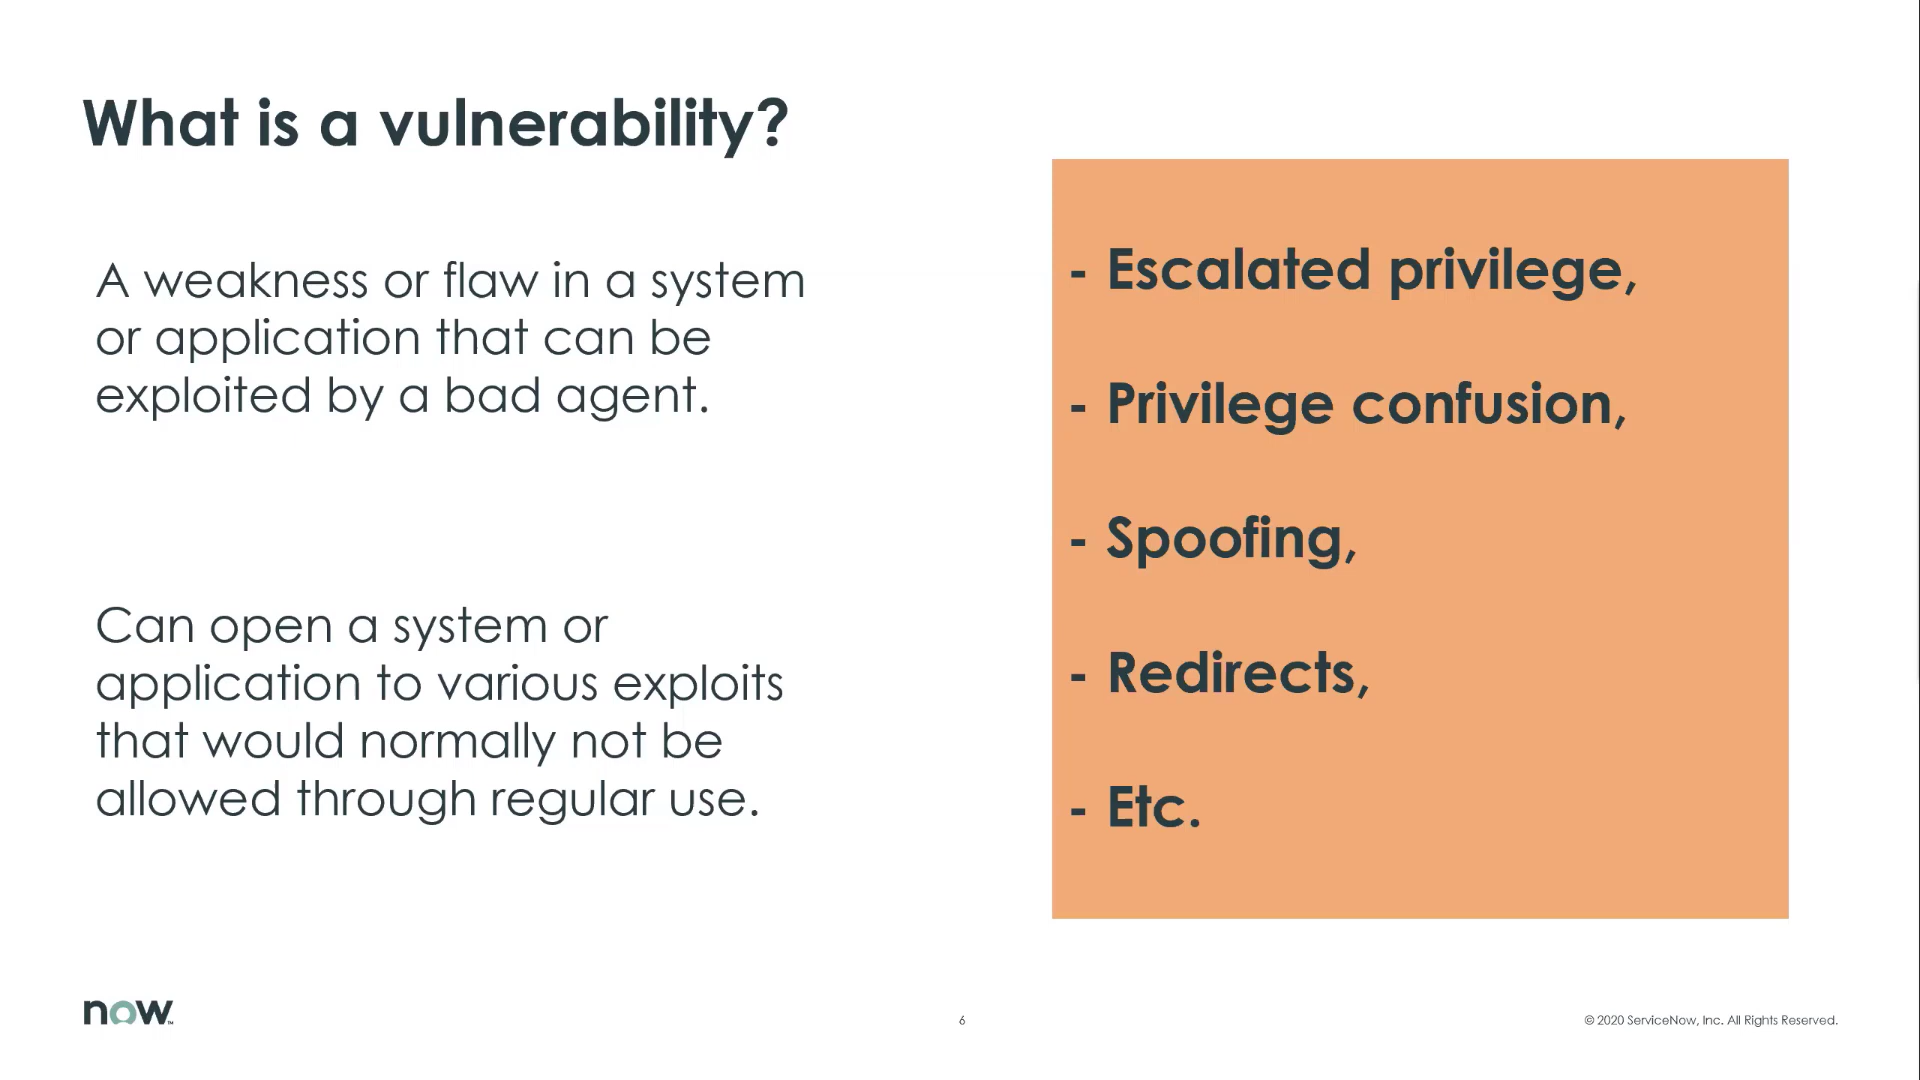 What is a vulnerability?
A weakness or flaw in a system
or application that can be
exploited by a bad agent.
Can open a system or
application to various exploits
that would normally not be
allowed through regular use.
- Escalated privilege,
- Privilege confusion,
- Spoofing,
- Redirects,
- Etc.
now™
6
© 2020 ServiceNow, Inc. All Rights Reserved.